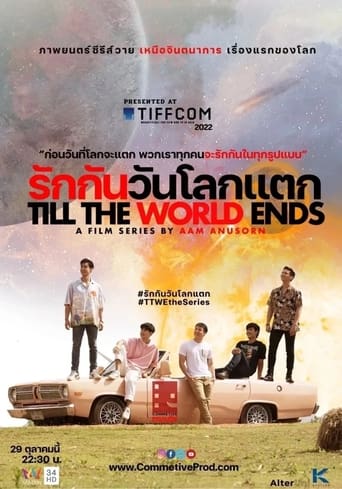 ภาพยนตร์ซีรีส์วาย เหนือจินตนาการ เรื่องแรกของโลก
PRESENTED AT
TIFFCOM
2022
"ก่อนวันที่โลกจะแตก พวกเราทุกคนจะรักกันในทุกรูปแบบ"
รักกันวันโลกแตก
TILL THE WORLD ENDS
A FILM SERIES BY AAM ANUSORN
#รักกันวันโลกแตก
#TTWEtheSeries
COMMETIVE
29 ตุลาคมนี้
22:30 น.
34
HD
www.CommetiveProd.com
Alter
K